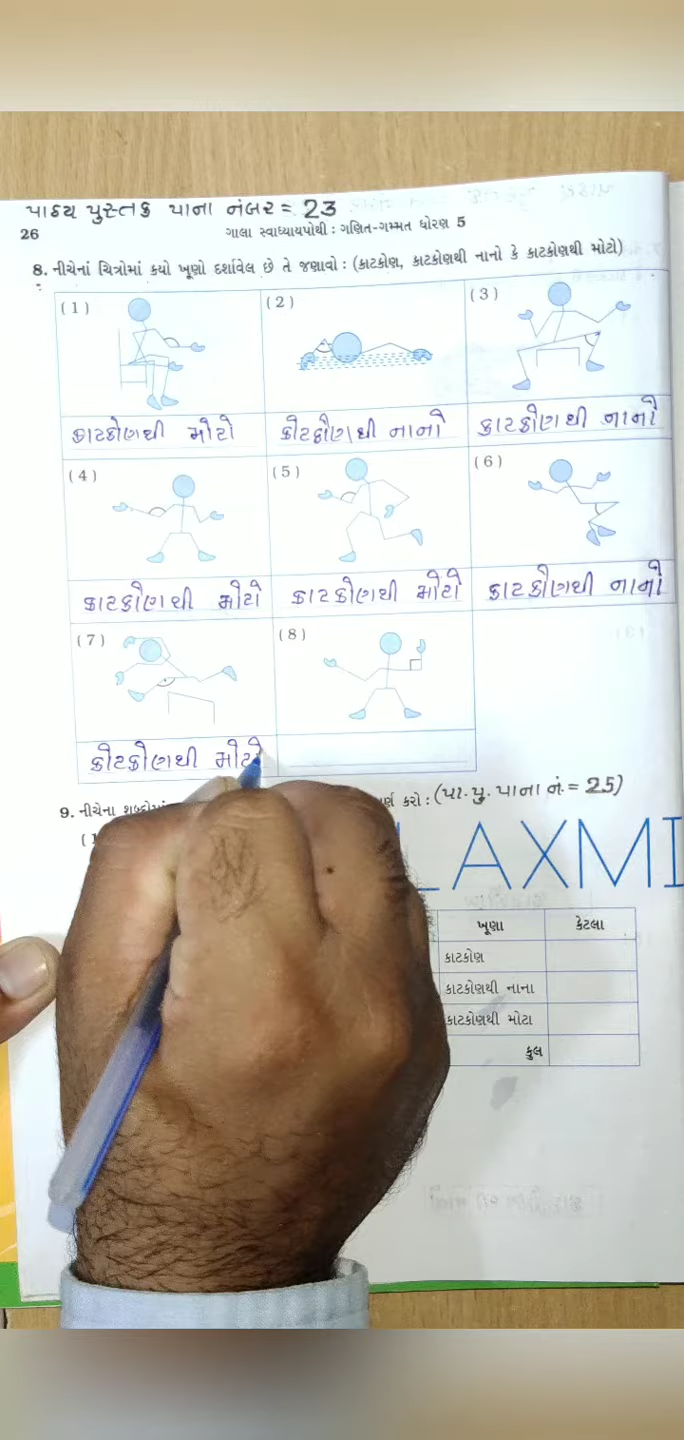 પાઠ્ય પુસ્તક પાના નંબર = 23
26 ગાલા સ્વાધ્યાયપોથી : ગણિત-ગમ્મત ધોરણ 5
8. નીચેનાં ચિત્રોમાં કયો ખૂણો દર્શાવેલ છે તે જણાવો : (કાટકોણ, કાટકોણથી નાનો કે કાટકોણથી મોટો)
(1) (2) (3)
કાટકોણથી મોટો કાટકોણથી નાનો કાટકોણથી નાનો
(4) (5) (6)
કાટકોણથી મોટો કાટકોણથી મોટો કાટકોણથી નાનો
(7) (8)
કાટકોણથી મોટો
9. નીચેના કરો : (પા. પુ. પાના નં. = 25)
LAXMI
ખૂણા કેટલા
કાટકોણ
કાટકોણથી નાના
કાટકોણથી મોટા
કુલ